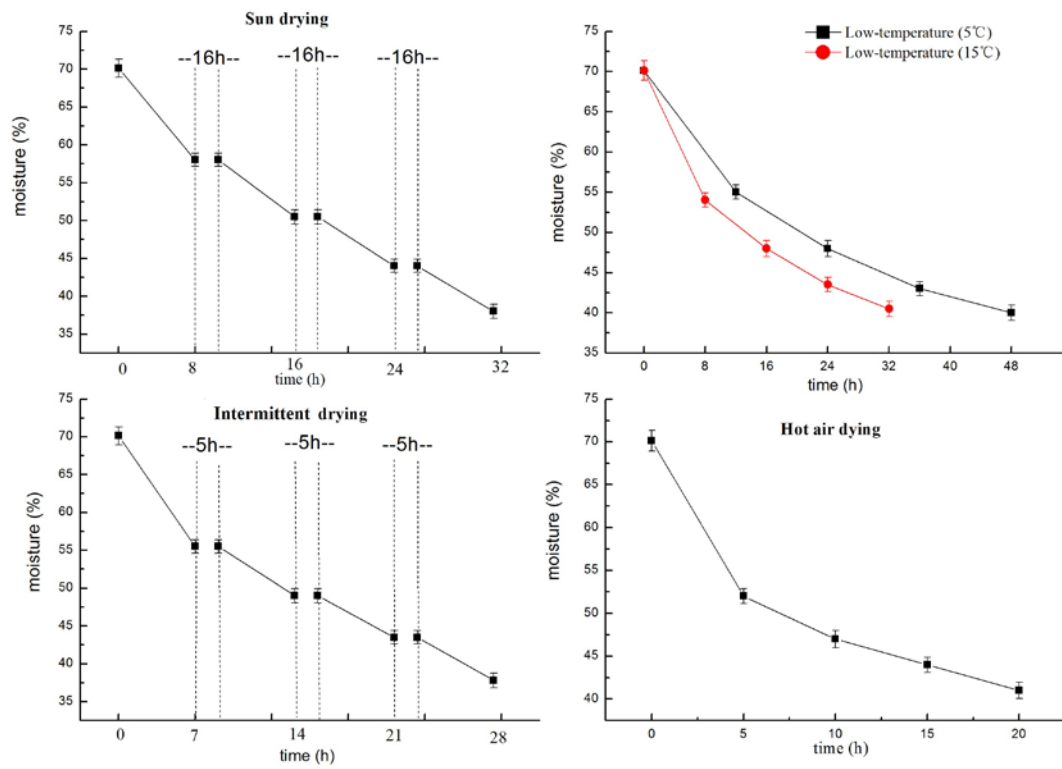 Sun drying
--16h-- --16h-- --16h--
75
70
65
60
55
50
45
40
35
moisture (%)
0 8 16 24 32
time (h)
Low-temperature (5℃)
Low-temperature (15℃)
75
70
65
60
55
50
45
40
35
moisture (%)
0 8 16 24 32 40 48
time (h)
Intermittent drying
--5h-- --5h-- --5h--
75
70
65
60
55
50
45
40
35
moisture (%)
0 7 14 21 28
time (h)
Hot air dying
75
70
65
60
55
50
45
40
moisture (%)
0 5 10 15 20
time (h)